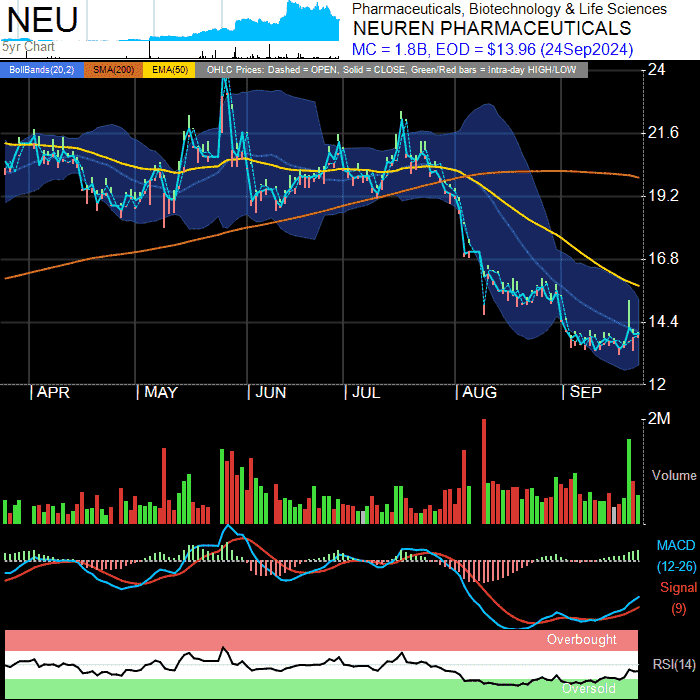 NEU
5yr Chart
Pharmaceuticals, Biotechnology & Life Sciences
NEUREN PHARMACEUTICALS
MC = 1.8B, EOD = $13.96 (24Sep2024)
BollBands(20,2) SMA(200) EMA(50) OHLC Prices: Dashed = OPEN, Solid = CLOSE, Green/Red bars = Intra-day HIGH/LOW
24
21.6
19.2
16.8
14.4
12
APR MAY JUN JUL AUG SEP
2M
Volume
MACD
(12-26)
Signal
(9)
Overbought
RSI(14)
Oversold